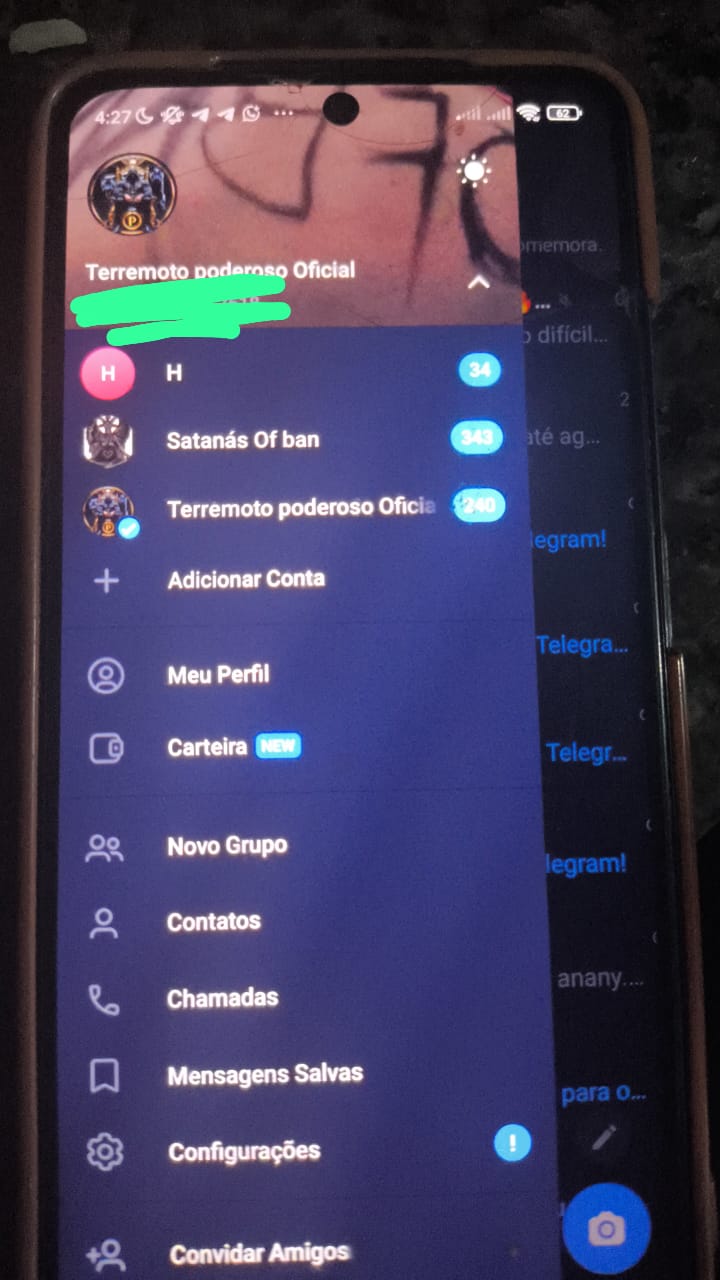 4:27
62
Terremoto poderoso Oficial
omemora.
...
o difícil...
H
H
34
2
Satanás Of ban
343
até ag...
P
Terremoto poderoso Oficia
240
legram!
Adicionar Conta
Telegra...
Meu Perfil
Carteira NEW
Telegr...
Novo Grupo
legram!
Contatos
anany....
Chamadas
Mensagens Salvas
para o...
Configurações
!
Convidar Amigos